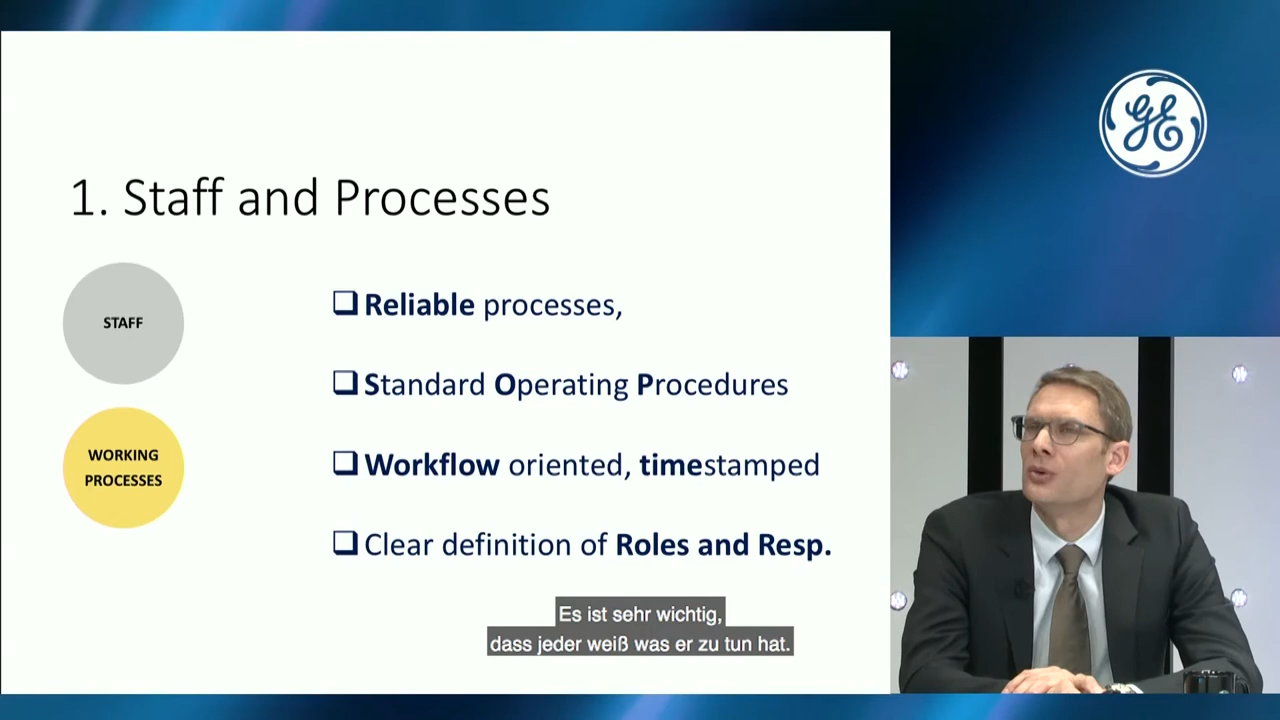 GE
1. Staff and Processes
STAFF
WORKING
PROCESSES
❑ Reliable processes,
❑ Standard Operating Procedures
❑ Workflow oriented, timestamped
❑ Clear definition of Roles and Resp.
Es ist sehr wichtig,
dass jeder weiß was er zu tun hat.